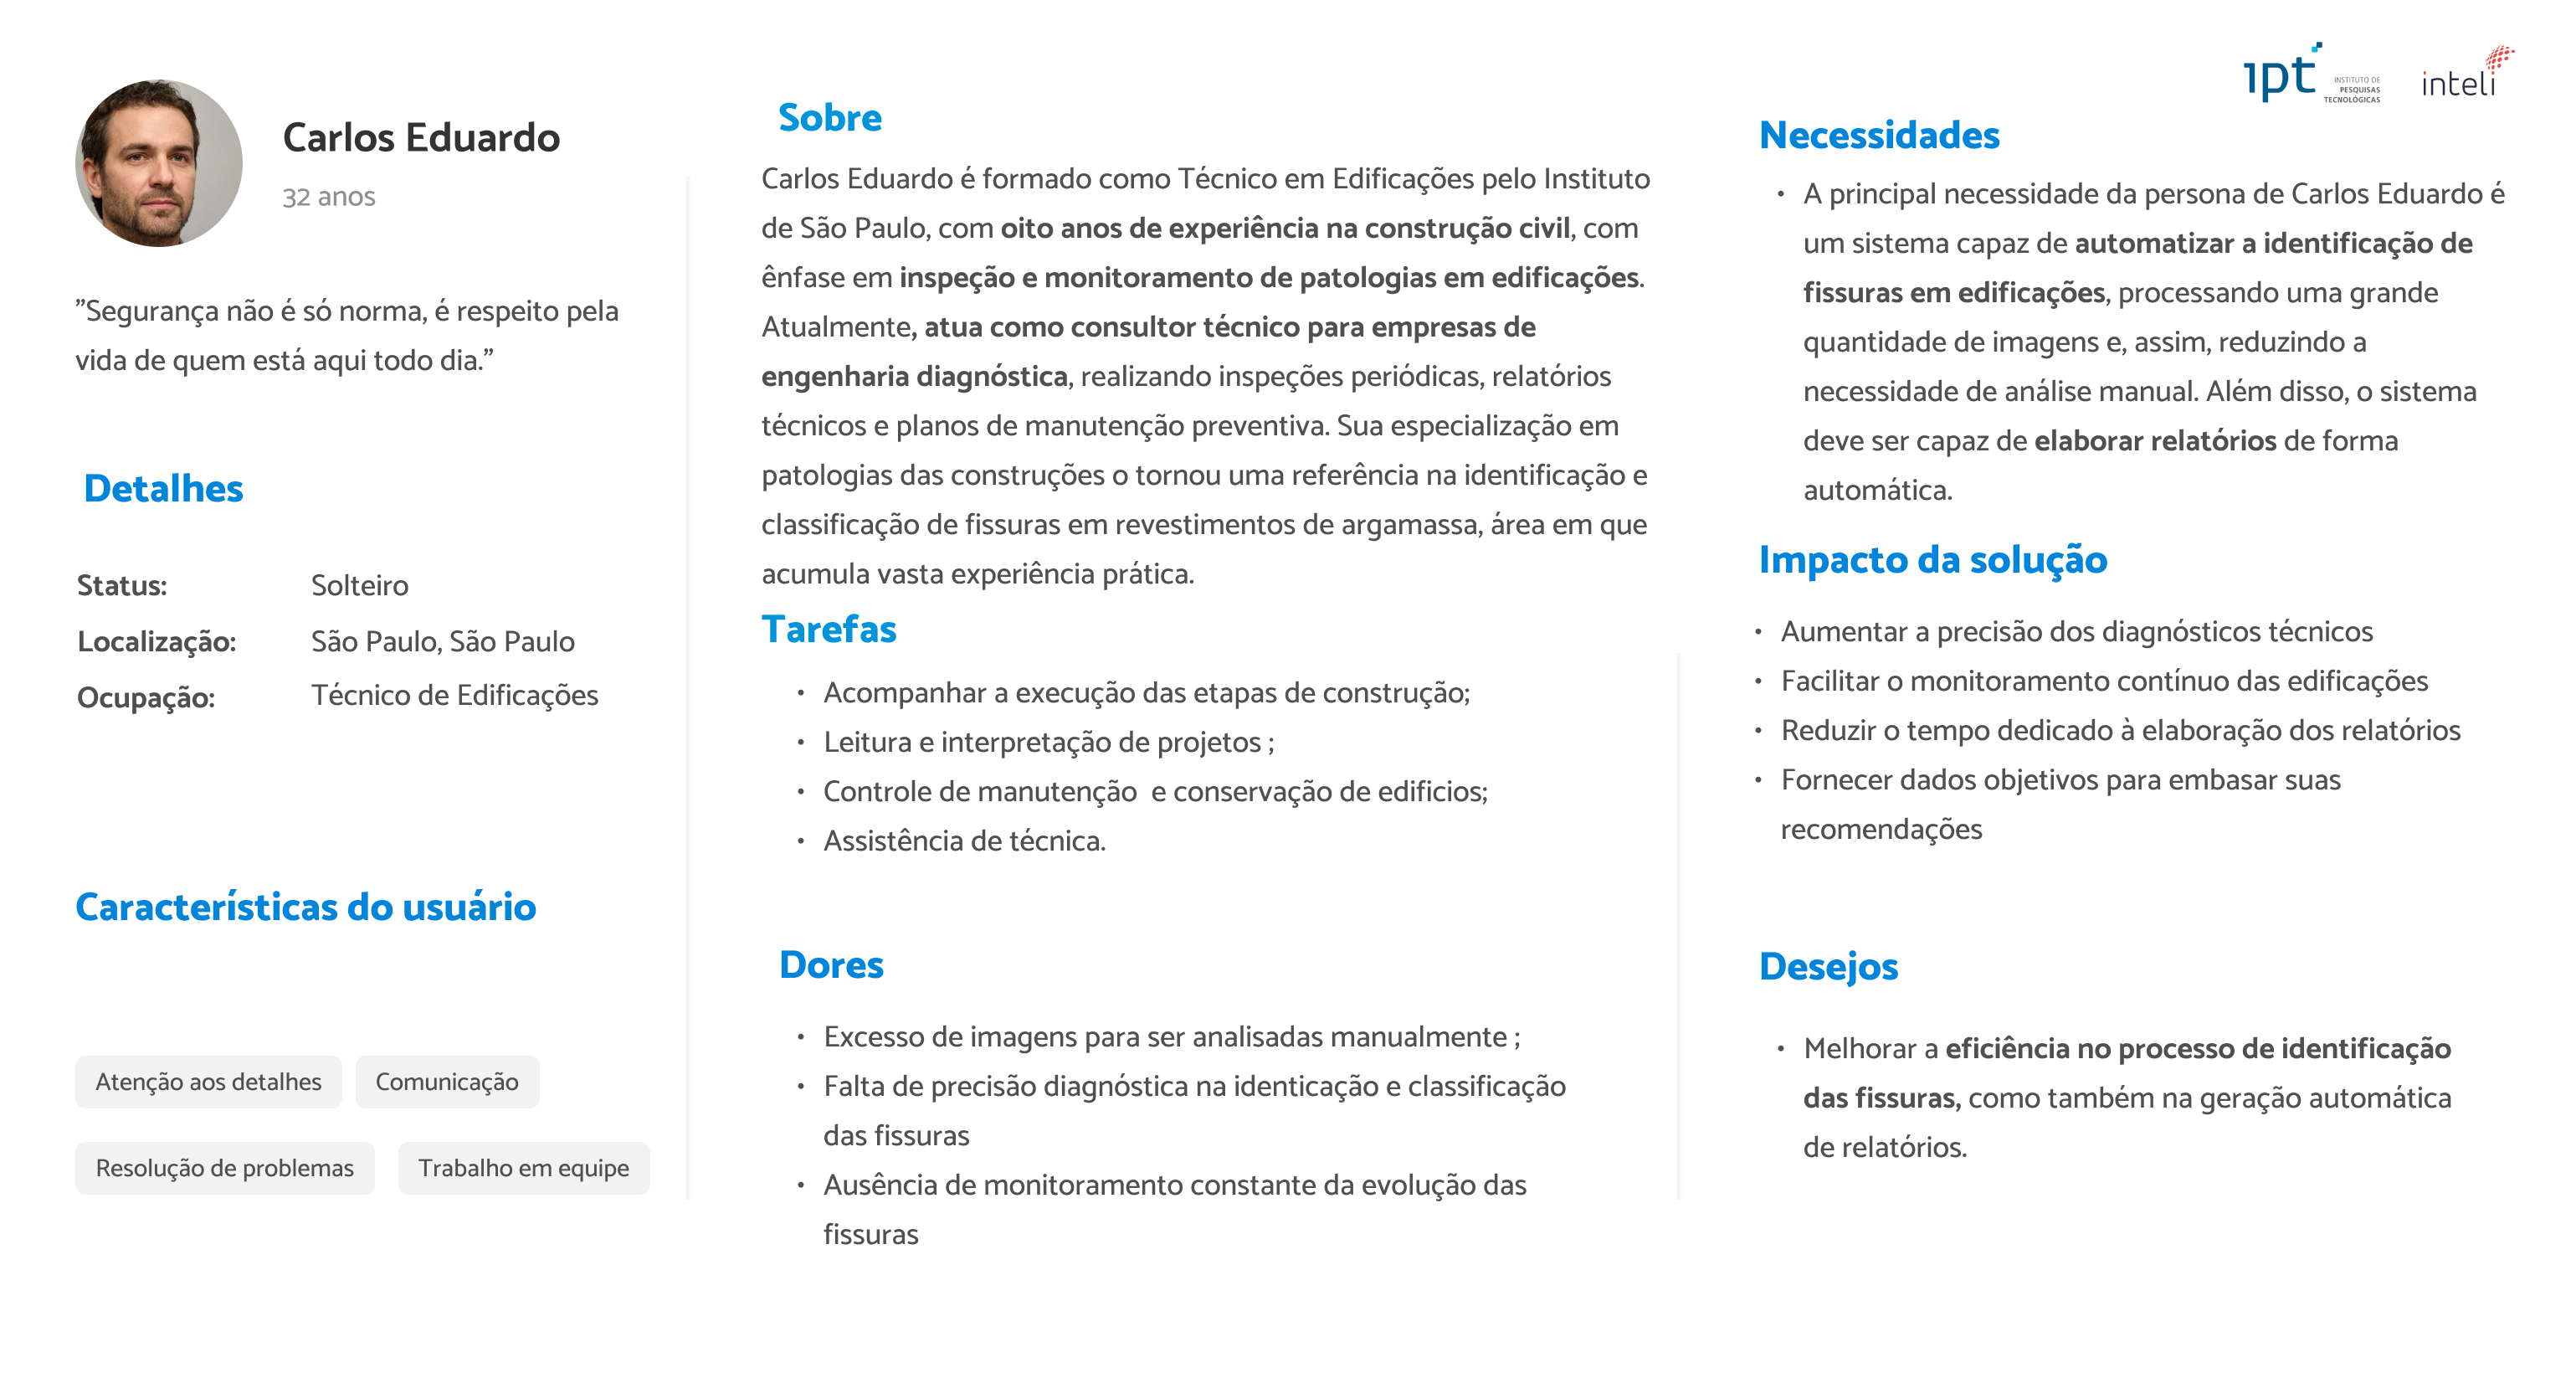 Carlos Eduardo
32 anos
”Segurança não é só norma, é respeito pela
vida de quem está aqui todo dia.”
Detalhes
Status: Solteiro
Localização: São Paulo, São Paulo
Ocupação: Técnico de Edificações
Características do usuário
Atenção aos detalhes Comunicação
Resolução de problemas Trabalho em equipe
Sobre
Carlos Eduardo é formado como Técnico em Edificações pelo Instituto
de São Paulo, com oito anos de experiência na construção civil, com
ênfase em inspeção e monitoramento de patologias em edificações.
Atualmente, atua como consultor técnico para empresas de
engenharia diagnóstica, realizando inspeções periódicas, relatórios
técnicos e planos de manutenção preventiva. Sua especialização em
patologias das construções o tornou uma referência na identificação e
classificação de fissuras em revestimentos de argamassa, área em que
acumula vasta experiência prática.
Tarefas
• Acompanhar a execução das etapas de construção;
• Leitura e interpretação de projetos ;
• Controle de manutenção  e conservação de edificios;
• Assistência de técnica.
Dores
• Excesso de imagens para ser analisadas manualmente ;
• Falta de precisão diagnóstica na identicação e classificação
das fissuras
• Ausência de monitoramento constante da evolução das
fissuras
ipt INSTITUTO DE
PESQUISAS
TECNOLÓGICAS
inteli
Necessidades
• A principal necessidade da persona de Carlos Eduardo é
um sistema capaz de automatizar a identificação de
fissuras em edificações, processando uma grande
quantidade de imagens e, assim, reduzindo a
necessidade de análise manual. Além disso, o sistema
deve ser capaz de elaborar relatórios de forma
automática.
Impacto da solução
• Aumentar a precisão dos diagnósticos técnicos
• Facilitar o monitoramento contínuo das edificações
• Reduzir o tempo dedicado à elaboração dos relatórios
• Fornecer dados objetivos para embasar suas
recomendações
Desejos
• Melhorar a eficiência no processo de identificação
das fissuras, como também na geração automática
de relatórios.